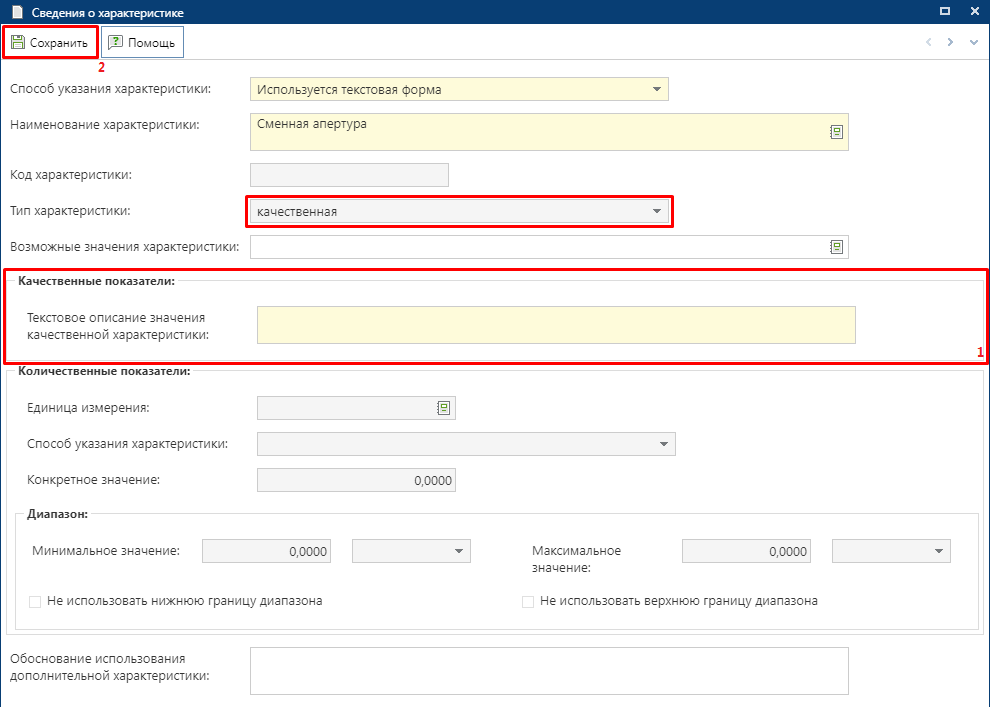 Сведения о характеристике
Сохранить
Помощь
2
Способ указания характеристики:
Используется текстовая форма
Наименование характеристики:
Сменная апертура
Код характеристики:
Тип характеристики:
качественная
Возможные значения характеристики:
Качественные показатели:
Текстовое описание значения
качественной характеристики:
1
Количественные показатели:
Единица измерения:
Способ указания характеристики:
Конкретное значение:
0,0000
Диапазон:
Минимальное значение:
0,0000
Максимальное
значение:
0,0000
Не использовать нижнюю границу диапазона
Не использовать верхнюю границу диапазона
Обоснование использования
дополнительной характеристики: